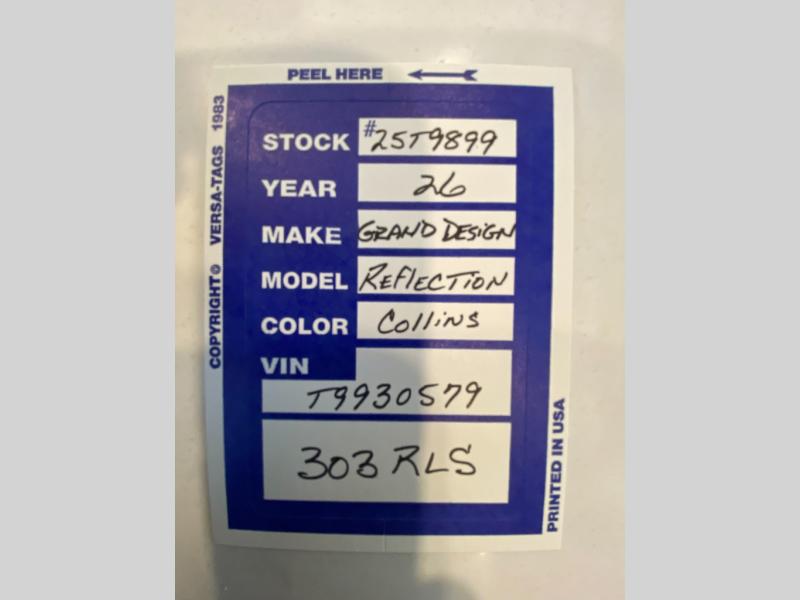 PEEL HERE
COPYRIGHT © VERSA-TAGS 1983
STOCK #25T9899
YEAR 26
MAKE GRAND DESIGN
MODEL REFLECTION
COLOR Collins
VIN
T9930579
303 RLS
PRINTED IN USA